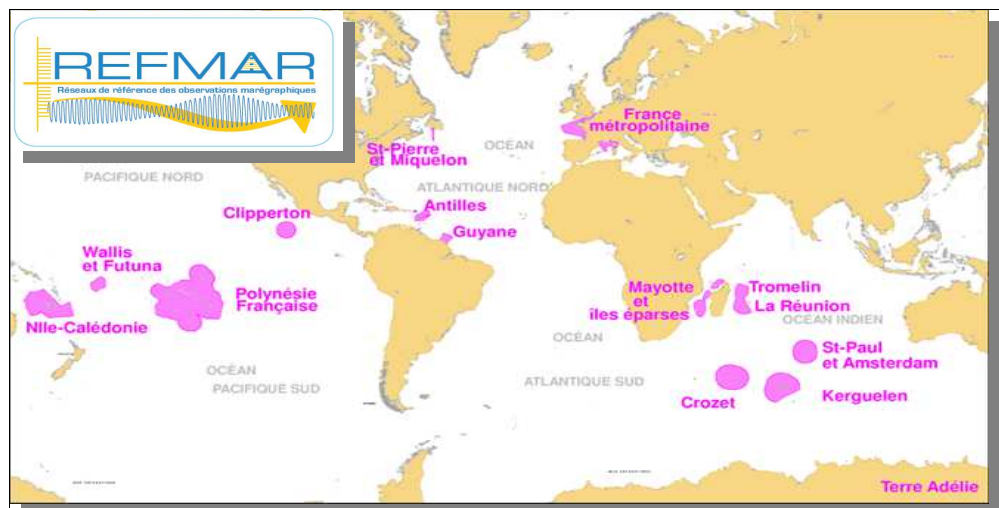 REFMAR
Réseaux de référence des observations marégraphiques
France
métropolitaine
St-Pierre
et Miquelon
OCÉAN
ATLANTIQUE NORD
PACIFIQUE NORD
Antilles
Clipperton
Guyane
Wallis
et Futuna
Polynésie
Française
Nlle-Calédonie
Mayotte
et
îles éparses
Tromelin
La Réunion
OCÉAN INDIEN
OCÉAN
ATLANTIQUE SUD
St-Paul
et Amsterdam
OCÉAN
PACIFIQUE SUD
Crozet
Kerguelen
Terre Adélie